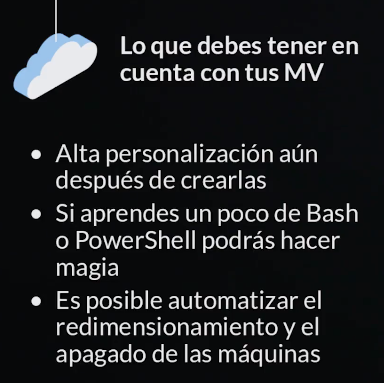 Lo que debes tener en
cuenta con tus MV
• Alta personalización aún
después de crearlas
• Si aprendes un poco de Bash
o PowerShell podrás hacer
magia
• Es posible automatizar el
redimensionamiento y el
apagado de las máquinas